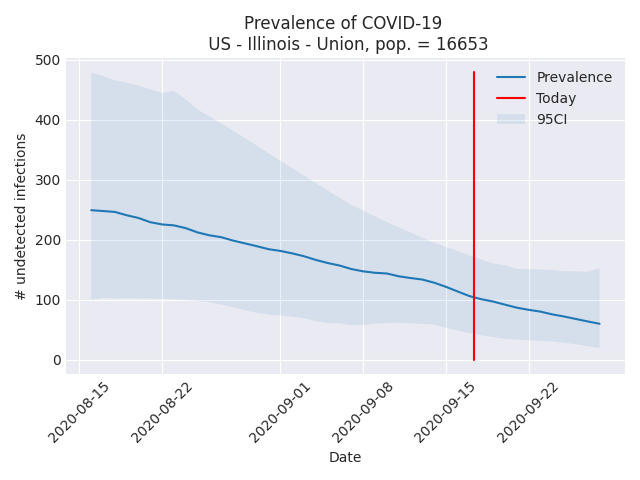 Prevalence of COVID-19
US - Illinois - Union, pop. = 16653
# undetected infections
500
400
300
200
100
0
Prevalence
Today
95CI
2020-08-15
2020-08-22
2020-09-01
2020-09-08
2020-09-15
2020-09-22
Date